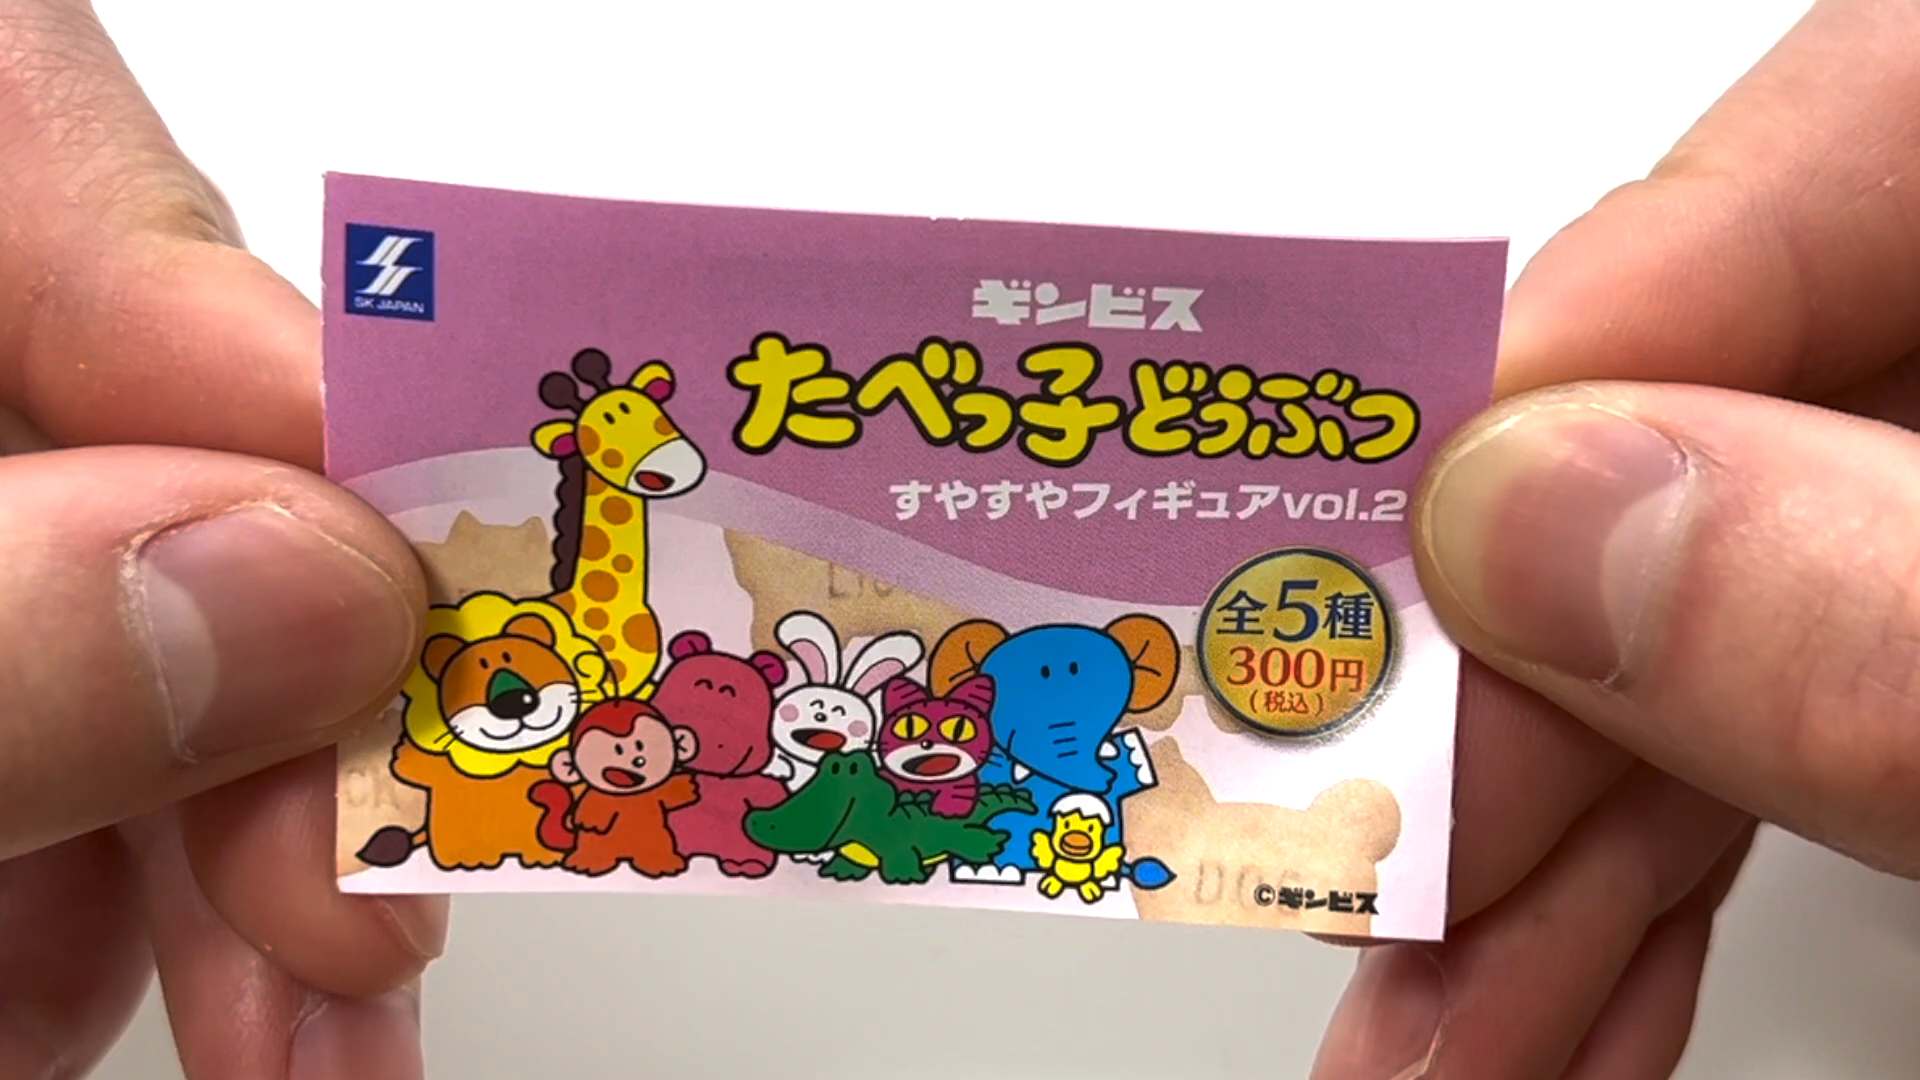 SK JAPAN
ギンビス
たべっ子どうぶつ
すやすやフィギュアvol.2
全5種
300円
(税込)
©ギンビス